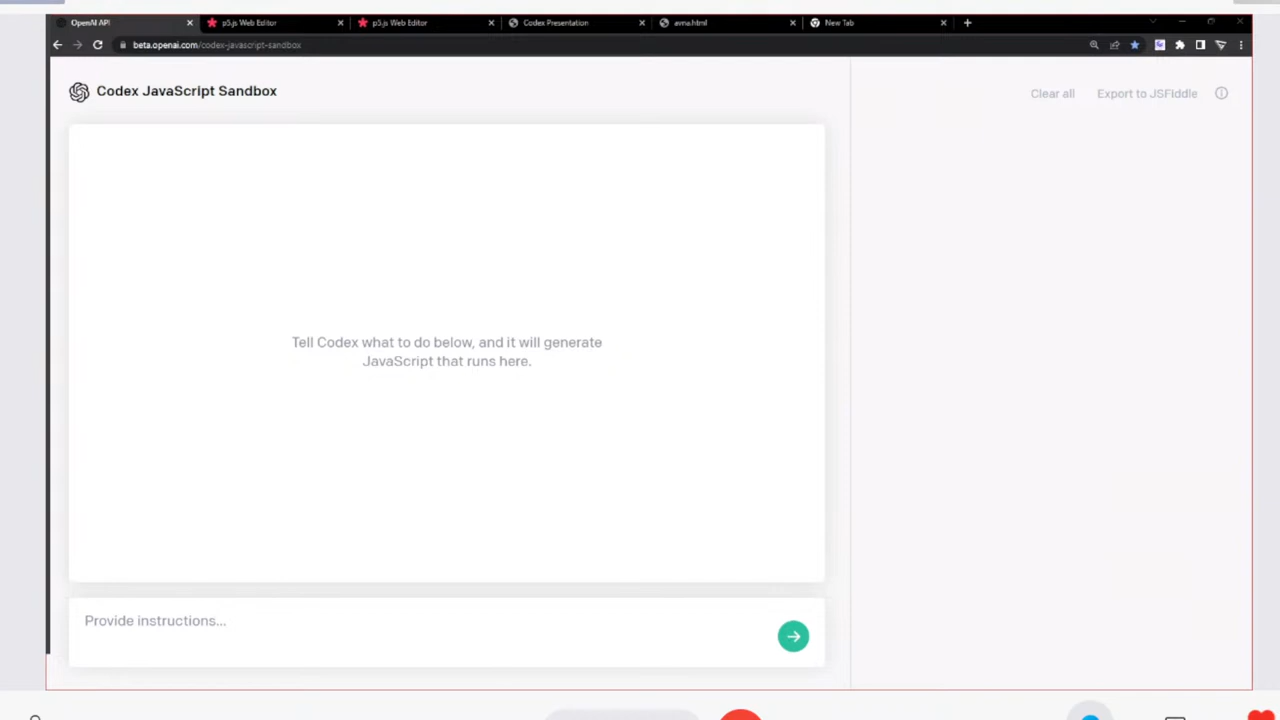 OpenAI API
p5.js Web Editor
p5.js Web Editor
Codex Presentation
avna.html
New Tab
beta.openai.com/codex-javascript-sandbox
Codex JavaScript Sandbox
Clear all
Export to JSFiddle
Tell Codex what to do below, and it will generate
JavaScript that runs here.
Provide instructions...